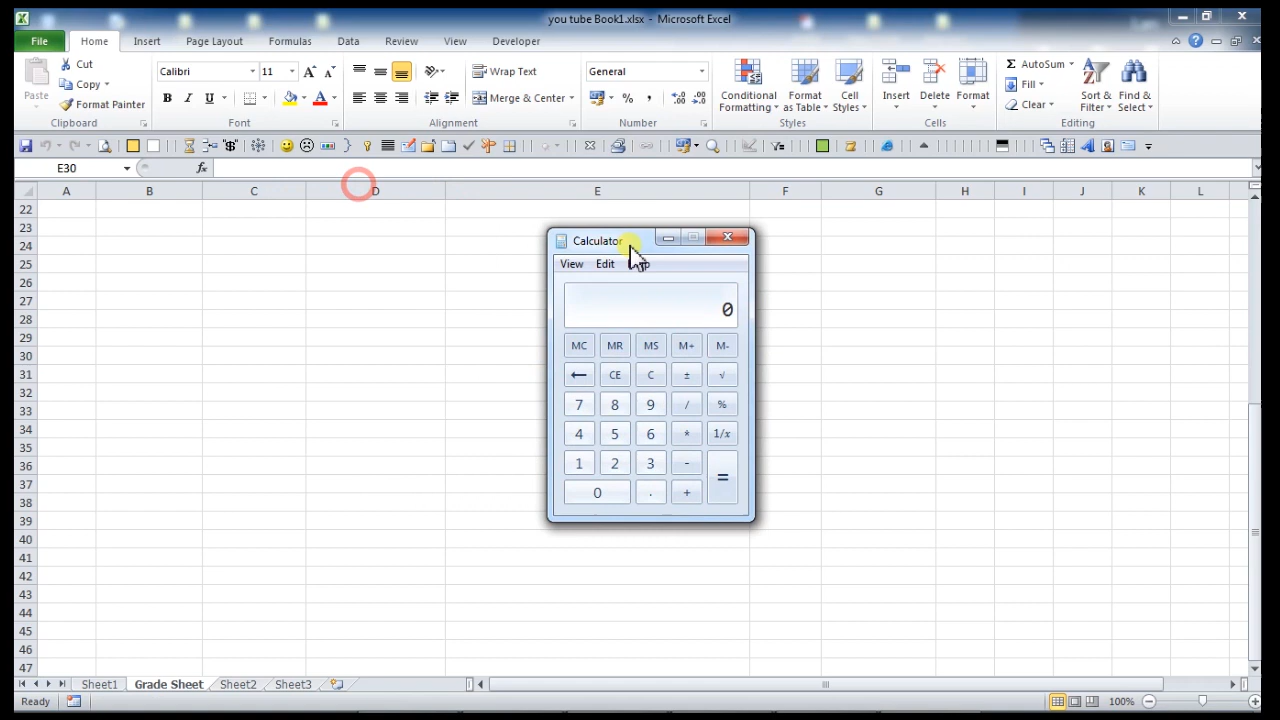 you tube Book1.xlsx - Microsoft Excel
File Home Insert Page Layout Formulas Data Review View Developer
Paste Cut Copy Format Painter
Calibri 11
B I U A
Wrap Text
Merge & Center
General
Conditional Formatting Format as Table Cell Styles
Insert Delete Format
AutoSum
Fill
Clear
Sort & Filter Find & Select
Clipboard Font Alignment Number Styles Cells Editing
E30 fx
A B C D E F G H I J K L
22
23
24
25
26
27
28
29
30
31
32
33
34
35
36
37
38
39
40
41
42
43
44
45
46
47
Calculator
View Edit
0
MC MR MS M+ M-
← CE C ± √
7 8 9 / %
4 5 6 * 1/x
1 2 3 - =
0 . +
Sheet1 Grade Sheet Sheet2 Sheet3
Ready 100%